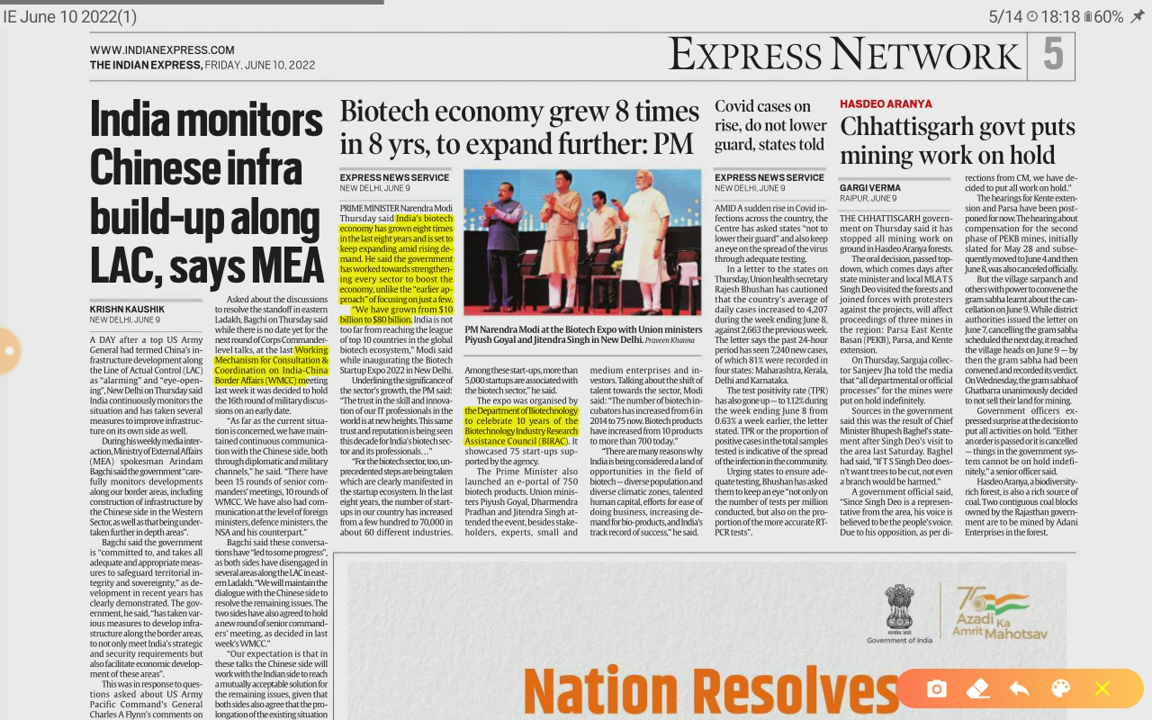 IE June 10 2022(1)
5/14 18:18 60%
WWW.INDIANEXPRESS.COM
THE INDIAN EXPRESS, FRIDAY, JUNE 10, 2022
EXPRESS NETWORK 5
India monitors
Chinese infra
build-up along
LAC, says MEA
KRISHN KAUSHIK
NEW DELHI, JUNE 9
A DAY after a top US Army
General had termed China's in-
frastructure development along
the Line of Actual Control (LAC)
as "alarming" and "eye-open-
ing", New Delhi on Thursday said
India continuously monitors the
situation and has taken several
measures to improve infrastruc-
ture on its own side as well.
During his weekly media inter-
action, Ministry of External Affairs
(MEA) spokesman Arindam
Bagchi said the government "care-
fully monitors developments
along our border areas, including
construction of infrastructure by
the Chinese side in the Western
Sector, as well as that being under-
taken further in depth areas".
Bagchi said the government
is "committed to, and takes all
adequate and appropriate meas-
ures to safeguard territorial in-
tegrity and sovereignty," as de-
velopment in recent years has
clearly demonstrated. The gov-
ernment, he said, "has taken var-
ious measures to develop infra-
structure along the border areas,
to not only meet India's strategic
and security requirements but
also facilitate economic develop-
ment of these areas".
This was in response to ques-
tions asked about US Army
Pacific Command's General
Charles A Flynn's comments on
Asked about the discussions
to resolve the standoff in eastern
Ladakh, Bagchi on Thursday said
while there is no date yet for the
next round of Corps Commander-
level talks, at the last Working
Mechanism for Consultation &
Coordination on India-China
Border Affairs (WMCC) meeting
last week it was decided to hold
the 16th round of military discus-
sions on an early date.
"As far as the current situa-
tion is concerned, we have main-
tained continuous communica-
tion with the Chinese side, both
through diplomatic and military
channels," he said. "There have
been 15 rounds of senior com-
manders' meetings, 10 rounds of
WMCC. We have also had com-
munication at the level of foreign
ministers, defence ministers, the
NSA and his counterpart."
Bagchi said these conversa-
tions have "led to some progress",
as both sides have disengaged in
several areas along the LAC in east-
ern Ladakh. "We will maintain the
dialogue with the Chinese side to
resolve the remaining issues. The
two sides have also agreed to hold
a new round of senior command-
ers' meeting, as decided in last
week's WMCC."
"Our expectation is that in
these talks the Chinese side will
work with the Indian side to reach
a mutually acceptable solution for
the remaining issues, given that
both sides also agree that the pro-
longation of the existing situation
Biotech economy grew 8 times
in 8 yrs, to expand further: PM
EXPRESS NEWS SERVICE
NEW DELHI, JUNE 9
PRIME MINISTER Narendra Modi
Thursday said India's biotech
economy has grown eight times
in the last eight years and is set to
keep expanding amid rising de-
mand. He said the government
has worked towards strengthen-
ing every sector to boost the
economy, unlike the "earlier ap-
proach" of focusing on just a few.
"We have grown from $10
billion to $80 billion. India is not
too far from reaching the league
of top 10 countries in the global
biotech ecosystem," Modi said
while inaugurating the Biotech
Startup Expo 2022 in New Delhi.
Underlining the significance of
the sector's growth, the PM said:
"The trust in the skill and innova-
tion of our IT professionals in the
world is at new heights. This same
trust and reputation is being seen
this decade for India's biotech sec-
tor and its professionals…"
"For the biotech sector, too, un-
precedented steps are being taken
which are clearly manifested in
the startup ecosystem. In the last
eight years, the number of start-
ups in our country has increased
from a few hundred to 70,000 in
about 60 different industries.
PM Narendra Modi at the Biotech Expo with Union ministers
Piyush Goyal and Jitendra Singh in New Delhi. Praveen Khanna
Among these start-ups, more than
5,000 startups are associated with
the biotech sector," he said.
The expo was organised by
the Department of Biotechnology
to celebrate 10 years of the
Biotechnology Industry Research
Assistance Council (BIRAC). It
showcased 75 start-ups sup-
ported by the agency.
The Prime Minister also
launched an e-portal of 750
biotech products. Union minis-
ters Piyush Goyal, Dharmendra
Pradhan and Jitendra Singh at-
tended the event, besides stake-
holders, experts, small and
medium enterprises and in-
vestors. Talking about the shift of
talent towards the sector, Modi
said: "The number of biotech in-
cubators has increased from 6 in
2014 to 75 now. Biotech products
have increased from 10 products
to more than 700 today."
"There are many reasons why
India is being considered a land of
opportunities in the field of
biotech — diverse population and
diverse climatic zones, talented
human capital, efforts for ease of
doing business, increasing de-
mand for bio-products, and India's
track record of success," he said.
Covid cases on
rise, do not lower
guard, states told
EXPRESS NEWS SERVICE
NEW DELHI, JUNE 9
AMID A sudden rise in Covid in-
fections across the country, the
Centre has asked states "not to
lower their guard" and also keep
an eye on the spread of the virus
through adequate testing.
In a letter to the states on
Thursday, Union health secretary
Rajesh Bhushan has cautioned
that the country's average of
daily cases increased to 4,207
during the week ending June 8,
against 2,663 the previous week.
The letter says the past 24-hour
period has seen 7,240 new cases,
of which 81% were recorded in
four states: Maharashtra, Kerala,
Delhi and Karnataka.
The test positivity rate (TPR)
has also gone up — to 1.12% during
the week ending June 8 from
0.63% a week earlier, the letter
stated. TPR or the proportion of
positive cases in the total samples
tested is indicative of the spread
of the infection in the community.
Urging states to ensure ade-
quate testing, Bhushan has asked
them to keep an eye "not only on
the number of tests per million
conducted, but also on the pro-
portion of the more accurate RT-
PCR tests".
HASDEO ARANYA
Chhattisgarh govt puts
mining work on hold
GARGI VERMA
RAIPUR, JUNE 9
THE CHHATTISGARH govern-
ment on Thursday said it has
stopped all mining work on
ground in Hasdeo Aranya forests.
The oral decision, passed top-
down, which comes days after
state minister and local MLA T S
Singh Deo visited the forests and
joined forces with protesters
against the projects, will affect
proceedings of three mines in
the region: Parsa East Kente
Basan (PEKB), Parsa, and Kente
extension.
On Thursday, Sarguja collec-
tor Sanjeev Jha told the media
that "all departmental or official
processes" for the mines were
put on hold indefinitely.
Sources in the government
said this was the result of Chief
Minister Bhupesh Baghel's state-
ment after Singh Deo's visit to
the area last Saturday. Baghel
had said, "If T S Singh Deo does-
n't want trees to be cut, not even
a branch would be harmed."
A government official said,
"Since Singh Deo is a represen-
tative from the area, his voice is
believed to be the people's voice.
Due to his opposition, as per di-
rections from CM, we have de-
cided to put all work on hold."
The hearings for Kente exten-
sion and Parsa have been post-
poned for now. The hearing about
compensation for the second
phase of PEKB mines, initially
slated for May 28 and subse-
quently moved to June 4 and then
June 8, was also cancelled officially.
But the village sarpanch and
others with power to convene the
gram sabha learnt about the can-
cellation on June 9. While district
authorities issued the letter on
June 7, cancelling the gram sabha
scheduled the next day, it reached
the village heads on June 9 — by
then the gram sabha had been
convened and recorded its verdict.
On Wednesday, the gram sabha of
Ghatbarra unanimously decided
to not sell their land for mining.
Government officers ex-
pressed surprise at the decision to
put all activities on hold. "Either
an order is passed or it is cancelled
— things in the government sys-
tem cannot be on hold indefi-
nitely," a senior officer said.
Hasdeo Aranya, a biodiversity-
rich forest, is also a rich source of
coal. Two contiguous coal blocks
owned by the Rajasthan govern-
ment are to be mined by Adani
Enterprises in the forest.
Government of India
75
Azadi Ka
Amrit Mahotsav
Nation Resolves